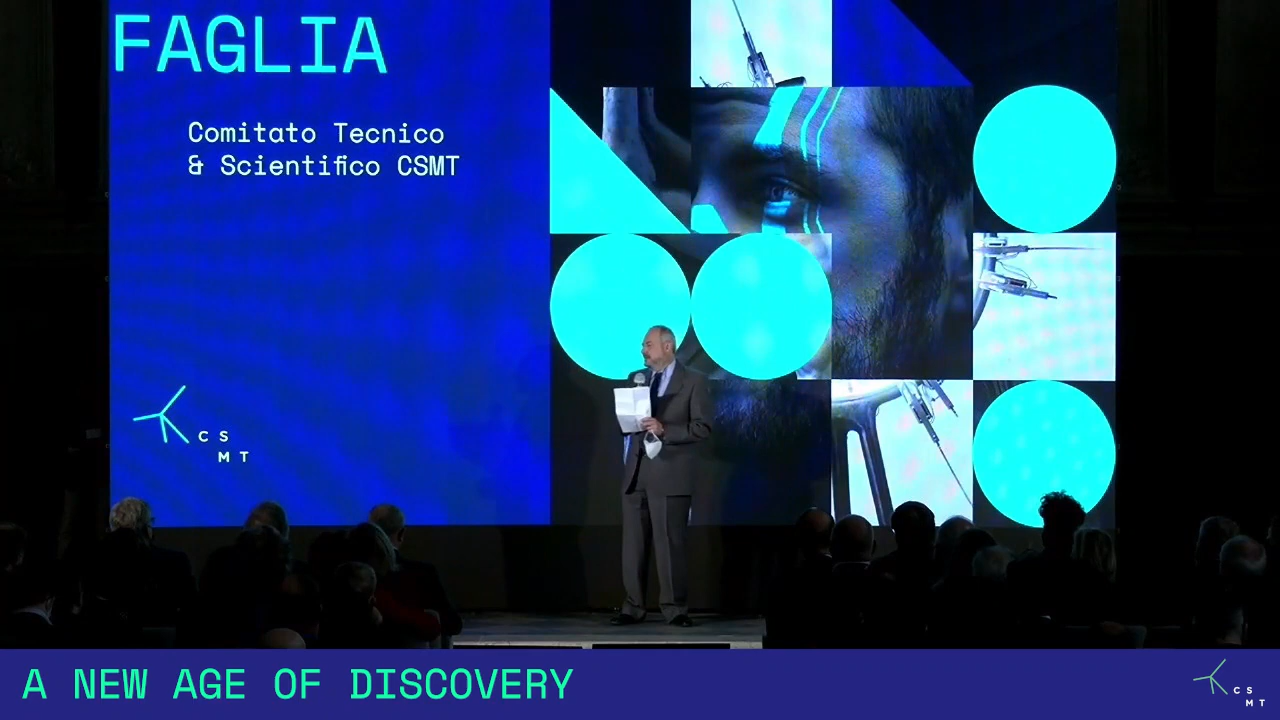 FAGLIA
Comitato Tecnico
& Scientifico CSMT
CS
MT
A NEW AGE OF DISCOVERY
CS
MT